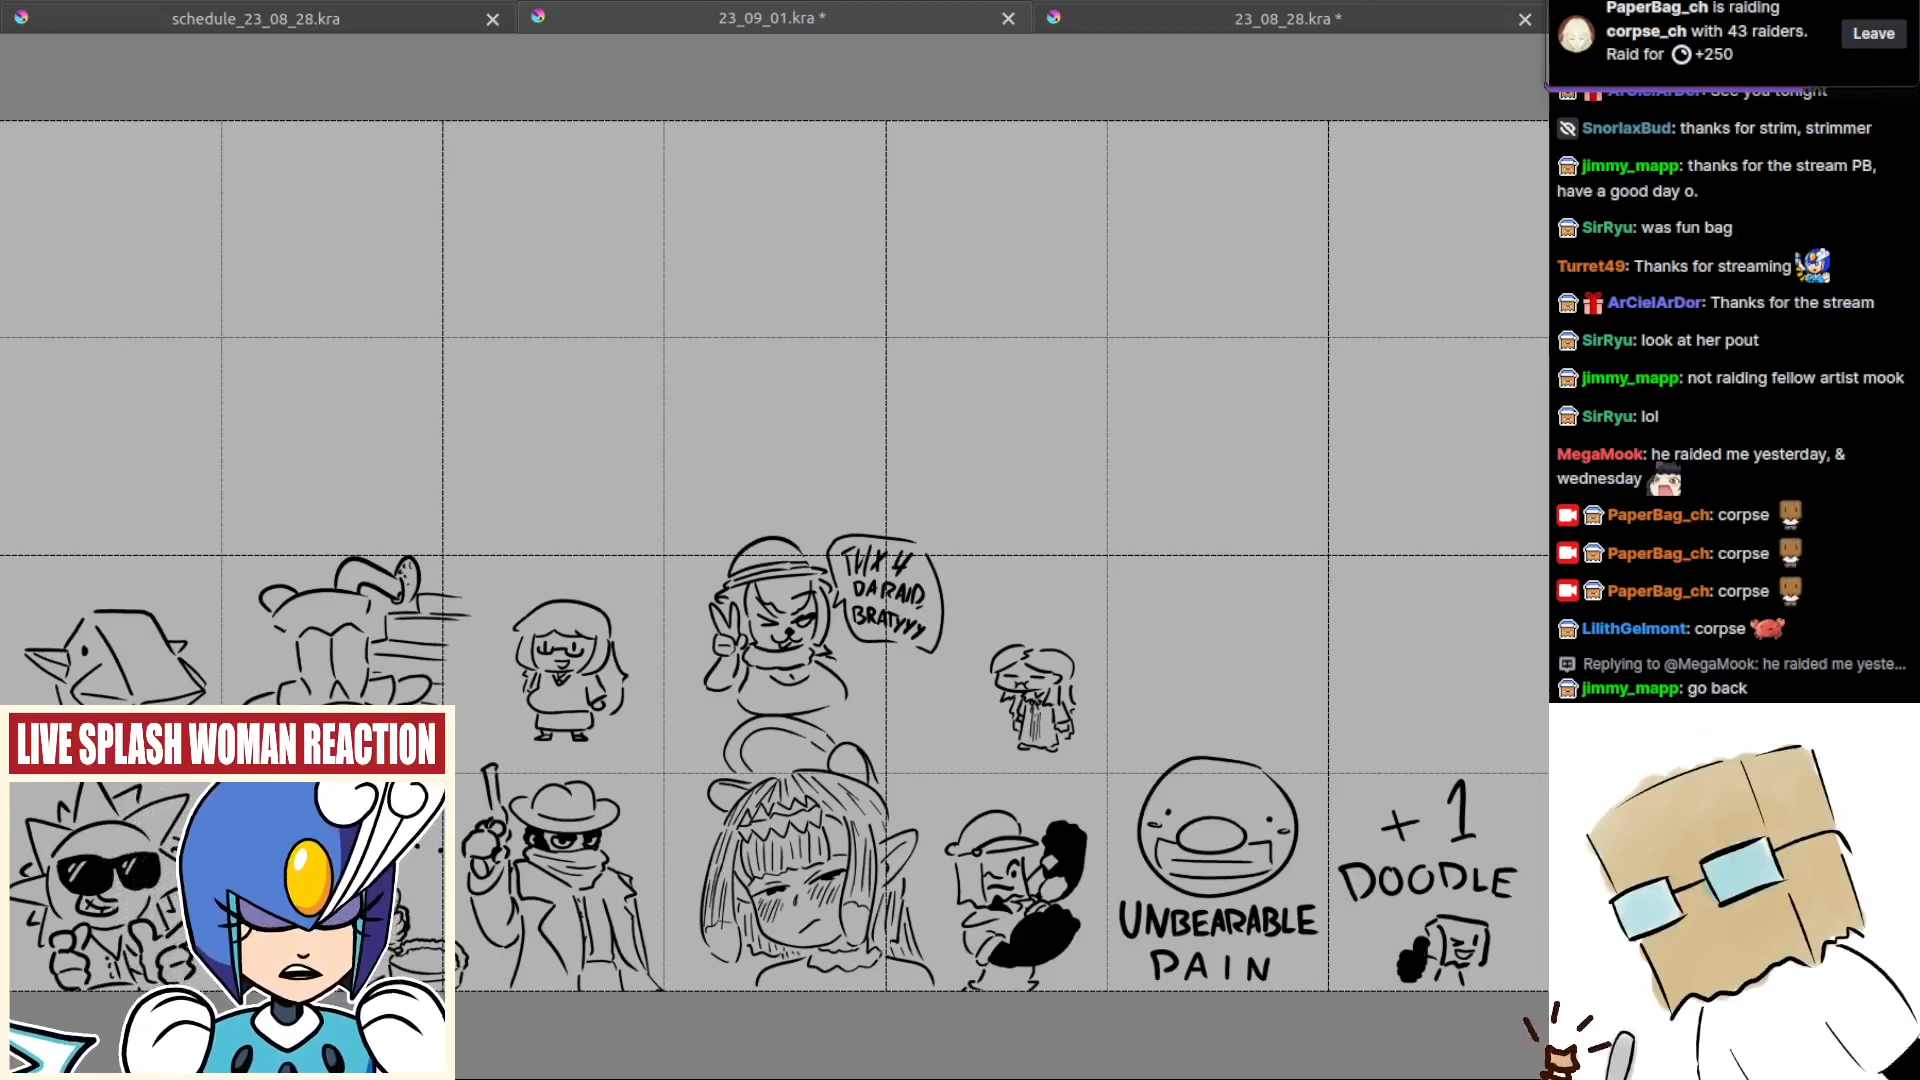 schedule_23_08_28.kra
23_09_01.kra *
23_08_28.kra *
PaperBag_ch is raiding
corpse_ch with 43 raiders.
Raid for +250
Leave
ArCielArDor: See you tonight
SnorlaxBud: thanks for strim, strimmer
jimmy_mapp: thanks for the stream PB,
have a good day o.
SirRyu: was fun bag
Turret49: Thanks for streaming
ArCielArDor: Thanks for the stream
SirRyu: look at her pout
jimmy_mapp: not raiding fellow artist mook
SirRyu: lol
MegaMook: he raided me yesterday, &
wednesday
PaperBag_ch: corpse
PaperBag_ch: corpse
PaperBag_ch: corpse
LilithGelmont: corpse
Replying to @MegaMook: he raided me yeste...
jimmy_mapp: go back
THX 4
DA RAID,
BRATYYY
LIVE SPLASH WOMAN REACTION
UNBEARABLE
PAIN
+ 1
DOODLE